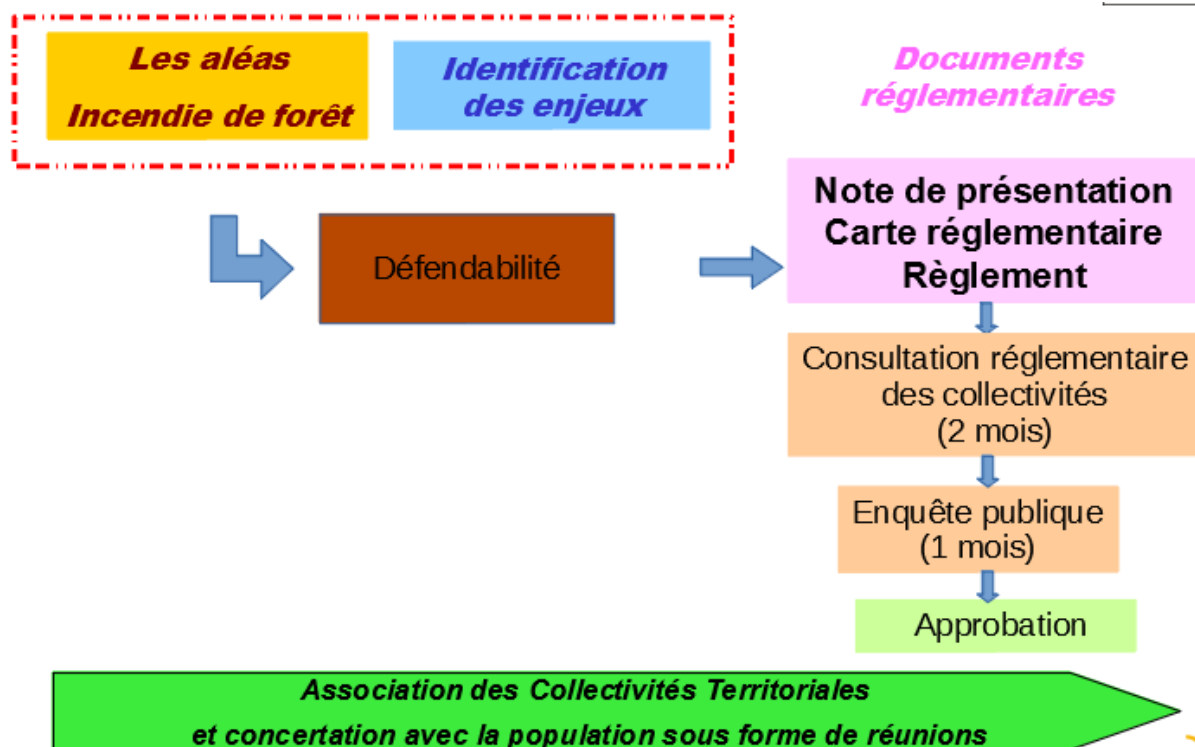 Les aléas
Incendie de forêt
Identification
des enjeux
Documents
réglementaires
Défendabilité
Note de présentation
Carte réglementaire
Règlement
Consultation réglementaire
des collectivités
(2 mois)
Enquête publique
(1 mois)
Approbation
Association des Collectivités Territoriales
et concertation avec la population sous forme de réunions